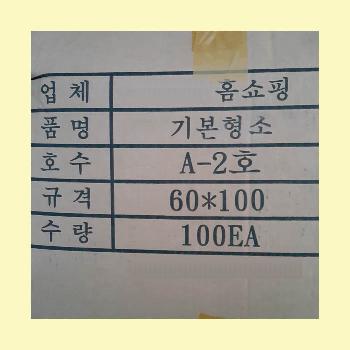 업체 홈쇼핑
품명 기본형소
호수 A-2호
규격 60*100
수량 100EA